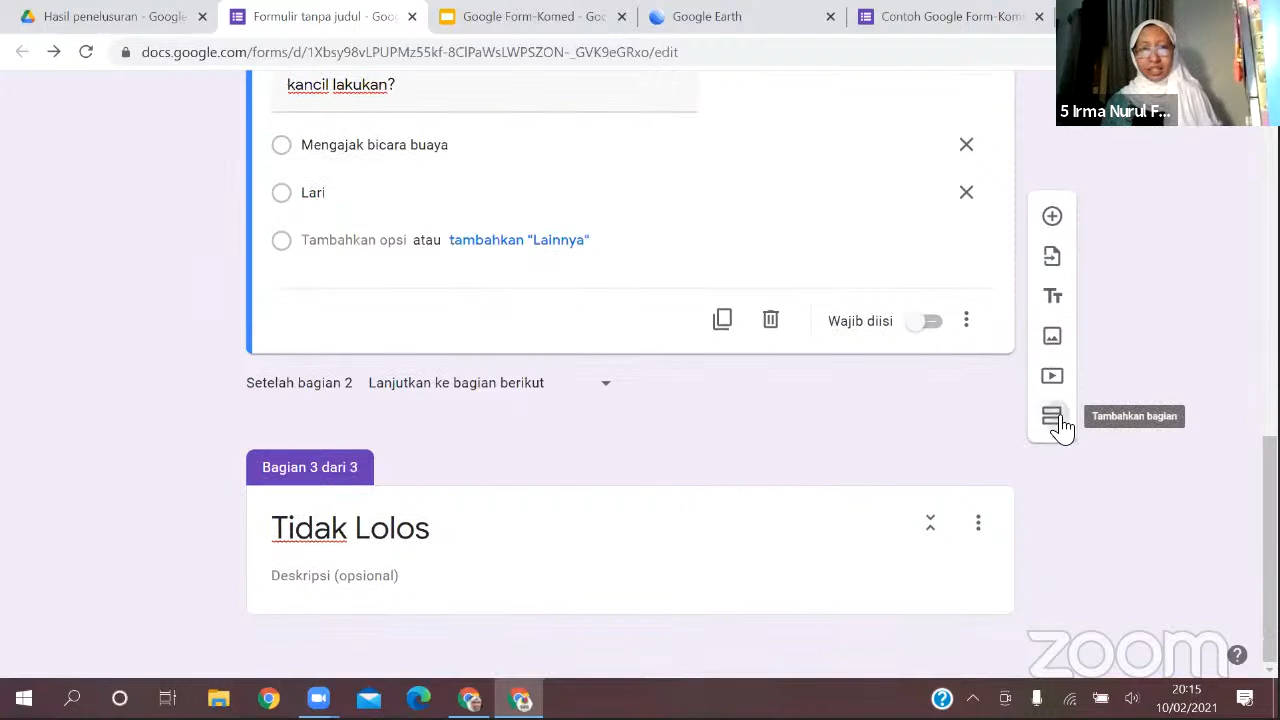 Hasil penelusuran - Google
Formulir tanpa judul - Goog
Google Form-Komed - Goo
Google Earth
Contoh Google Form-Kome
docs.google.com/forms/d/1Xbsy98vLPUPMz55kf-8ClPaWsLWPSZON-_GVK9eGRxo/edit
5 Irma Nurul F...
kancil lakukan?
Mengajak bicara buaya
Lari
Tambahkan opsi atau tambahkan "Lainnya"
Wajib diisi
Setelah bagian 2 Lanjutkan ke bagian berikut
Tambahkan bagian
Bagian 3 dari 3
Tidak Lolos
Deskripsi (opsional)
zoom
20:15
10/02/2021